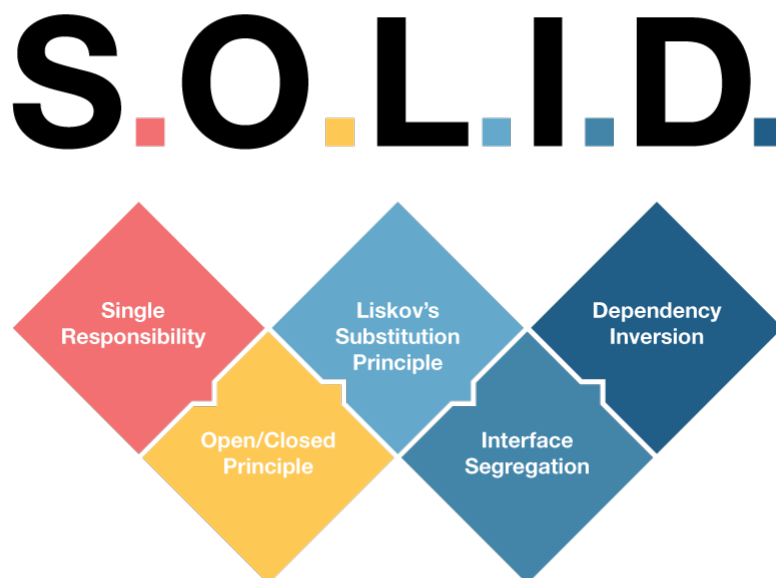 S.O.L.I.D.
Single
Responsibility
Open/Closed
Principle
Liskov's
Substitution
Principle
Interface
Segregation
Dependency
Inversion